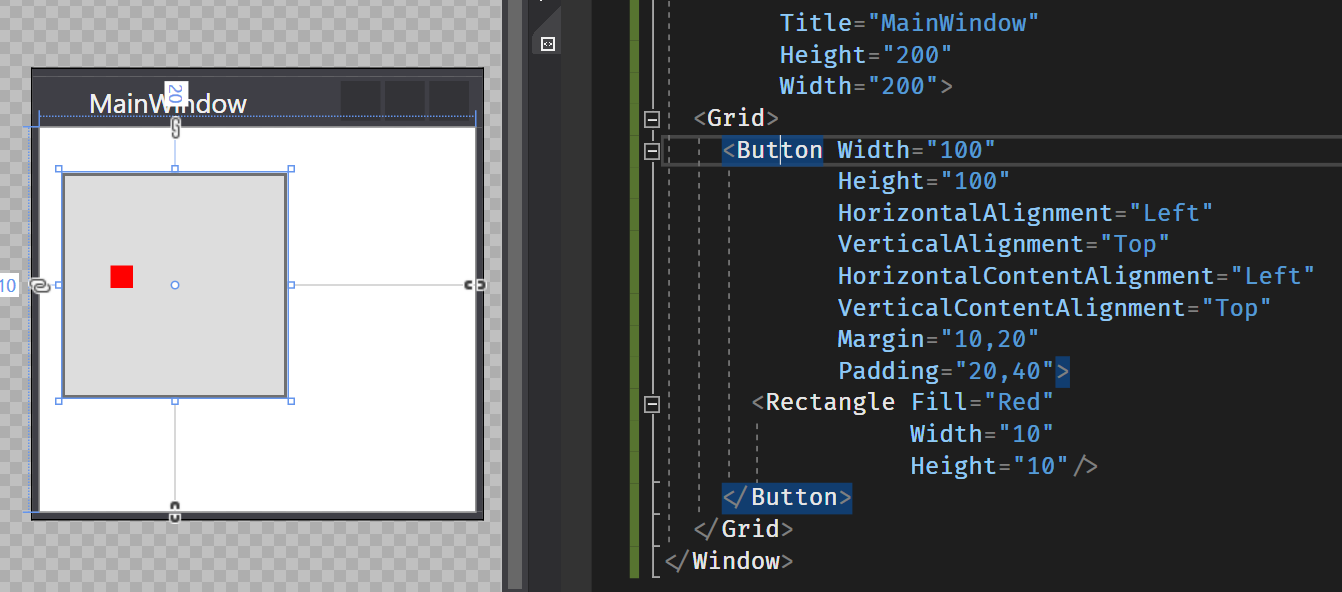 MainWindow
20
10
Title="MainWindow"
Height="200"
Width="200">
<Grid>
<Button Width="100"
Height="100"
HorizontalAlignment="Left"
VerticalAlignment="Top"
HorizontalContentAlignment="Left"
VerticalContentAlignment="Top"
Margin="10,20"
Padding="20,40">
<Rectangle Fill="Red"
Width="10"
Height="10"/>
</Button>
</Grid>
</Window>